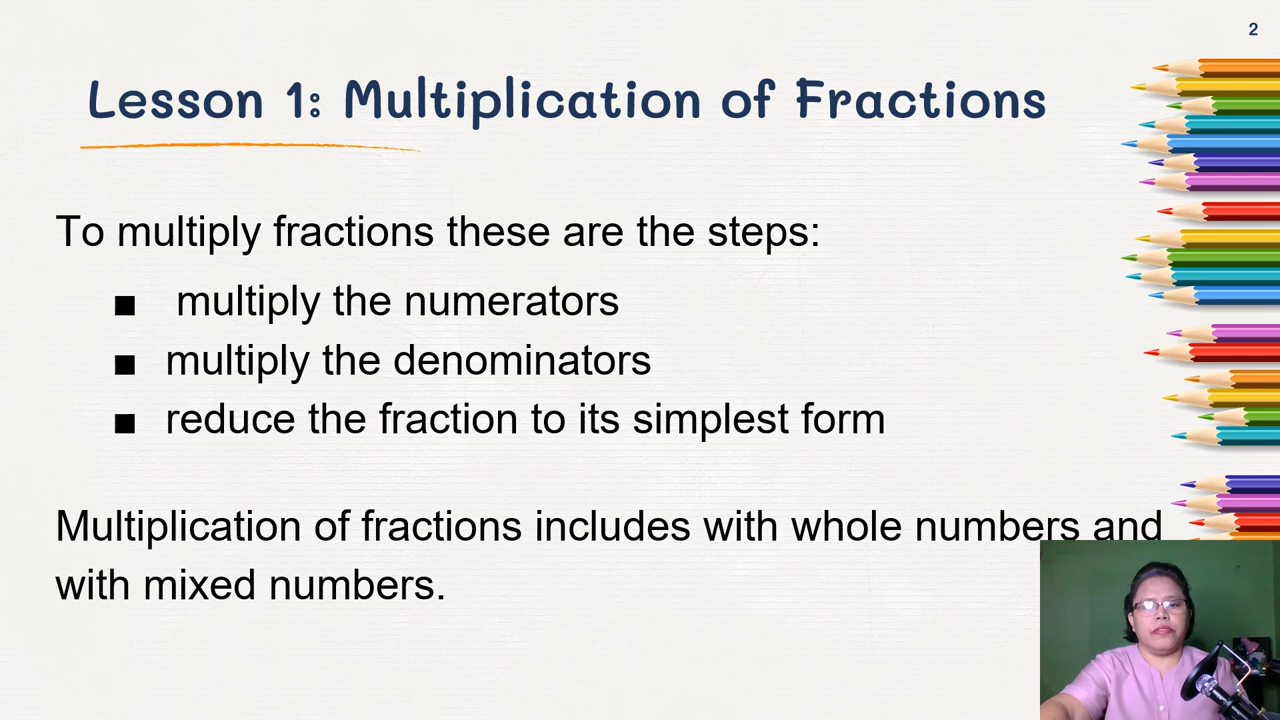 2
Lesson 1: Multiplication of Fractions
To multiply fractions these are the steps:
■ multiply the numerators
■ multiply the denominators
■ reduce the fraction to its simplest form
Multiplication of fractions includes with whole numbers and
with mixed numbers.